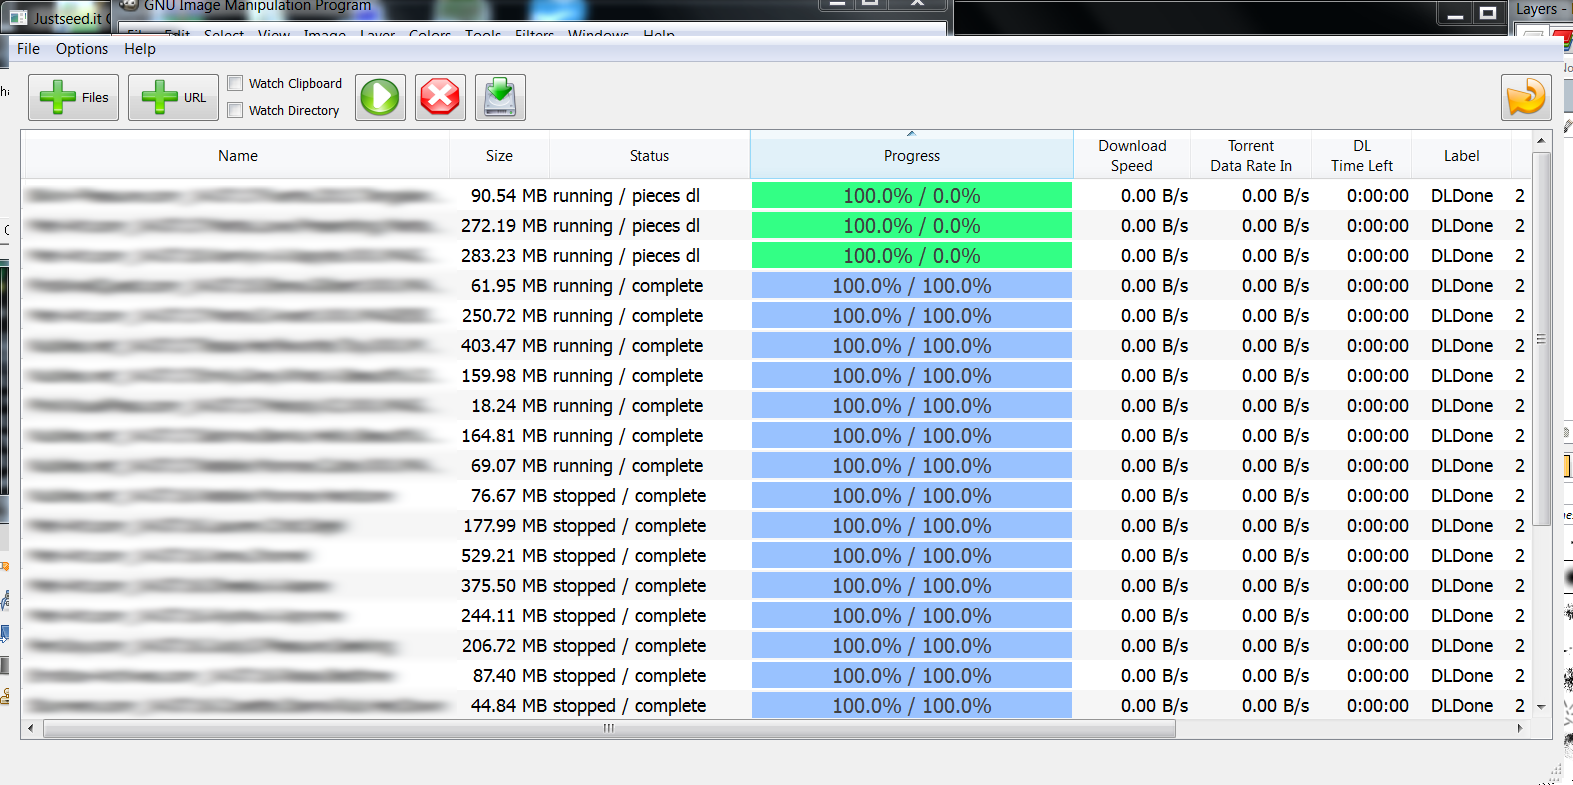 Justseed.it
GNU Image Manipulation Program
Layers -
File Edit Select View Image Layer Colors Tools Filters Windows Help
File Options Help
Files
URL
Watch Clipboard
Watch Directory
Name Size Status Progress Download Speed Torrent Data Rate In DL Time Left Label
90.54 MB running / pieces dl 100.0% / 0.0% 0.00 B/s 0.00 B/s 0:00:00 DLDone 2
272.19 MB running / pieces dl 100.0% / 0.0% 0.00 B/s 0.00 B/s 0:00:00 DLDone 2
283.23 MB running / pieces dl 100.0% / 0.0% 0.00 B/s 0.00 B/s 0:00:00 DLDone 2
61.95 MB running / complete 100.0% / 100.0% 0.00 B/s 0.00 B/s 0:00:00 DLDone 2
250.72 MB running / complete 100.0% / 100.0% 0.00 B/s 0.00 B/s 0:00:00 DLDone 2
403.47 MB running / complete 100.0% / 100.0% 0.00 B/s 0.00 B/s 0:00:00 DLDone 2
159.98 MB running / complete 100.0% / 100.0% 0.00 B/s 0.00 B/s 0:00:00 DLDone 2
18.24 MB running / complete 100.0% / 100.0% 0.00 B/s 0.00 B/s 0:00:00 DLDone 2
164.81 MB running / complete 100.0% / 100.0% 0.00 B/s 0.00 B/s 0:00:00 DLDone 2
69.07 MB running / complete 100.0% / 100.0% 0.00 B/s 0.00 B/s 0:00:00 DLDone 2
76.67 MB stopped / complete 100.0% / 100.0% 0.00 B/s 0.00 B/s 0:00:00 DLDone 2
177.99 MB stopped / complete 100.0% / 100.0% 0.00 B/s 0.00 B/s 0:00:00 DLDone 2
529.21 MB stopped / complete 100.0% / 100.0% 0.00 B/s 0.00 B/s 0:00:00 DLDone 2
375.50 MB stopped / complete 100.0% / 100.0% 0.00 B/s 0.00 B/s 0:00:00 DLDone 2
244.11 MB stopped / complete 100.0% / 100.0% 0.00 B/s 0.00 B/s 0:00:00 DLDone 2
206.72 MB stopped / complete 100.0% / 100.0% 0.00 B/s 0.00 B/s 0:00:00 DLDone 2
87.40 MB stopped / complete 100.0% / 100.0% 0.00 B/s 0.00 B/s 0:00:00 DLDone 2
44.84 MB stopped / complete 100.0% / 100.0% 0.00 B/s 0.00 B/s 0:00:00 DLDone 2